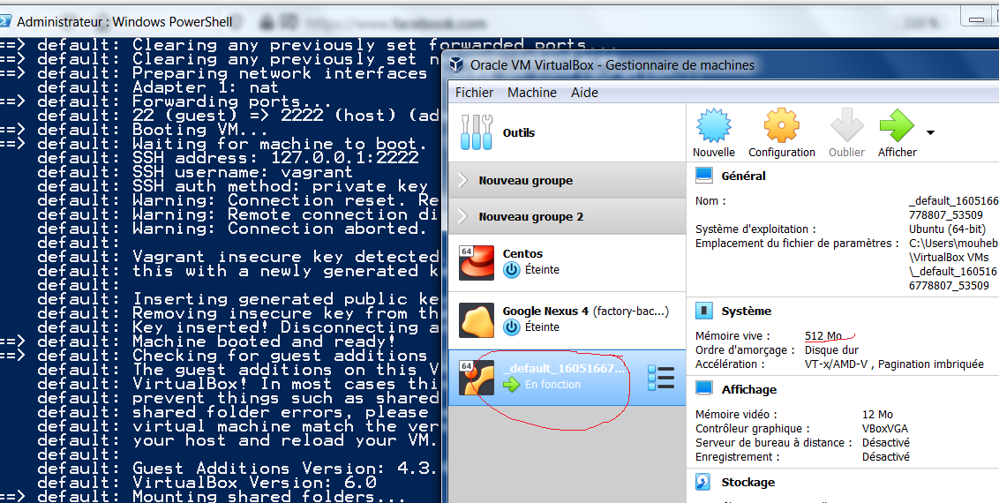 Administrateur : Windows PowerShell
https://www.facebook.com
110 %
==> default: Clearing any previously set forwarded ports...
==> default: Clearing any previously set n
==> default: Preparing network interfaces
default: Adapter 1: nat
==> default: Forwarding ports...
default: 22 (guest) => 2222 (host) (ad
==> default: Booting VM...
==> default: Waiting for machine to boot.
default: SSH address: 127.0.0.1:2222
default: SSH username: vagrant
default: SSH auth method: private key
default: Warning: Connection reset. Re
default: Warning: Remote connection di
default: Warning: Connection aborted.
default:
default: Vagrant insecure key detected
default: this with a newly generated k
default:
default: Inserting generated public ke
default: Removing insecure key from th
default: Key inserted! Disconnecting a
==> default: Machine booted and ready!
==> default: Checking for guest additions
default: The guest additions on this V
default: VirtualBox! In most cases thi
default: prevent things such as shared
default: shared folder errors, please
default: virtual machine match the ver
default: your host and reload your VM.
default:
default: Guest Additions Version: 4.3.
default: VirtualBox Version: 6.0
==> default: Mounting shared folders...
Oracle VM VirtualBox - Gestionnaire de machines
Fichier Machine Aide
Outils
Nouveau groupe
Nouveau groupe 2
64
Centos
Éteinte
Google Nexus 4 (factory-bac...)
Éteinte
64
_default_16051667...
En fonction
Nouvelle Configuration Oublier Afficher
Général
Nom : _default_1605166
778807_53509
Système d'exploitation : Ubuntu (64-bit)
Emplacement du fichier de paramètres : C:\Users\mouheb
\VirtualBox VMs
\_default_160516
6778807_53509
Système
Mémoire vive : 512 Mo
Ordre d'amorçage : Disque dur
Accélération : VT-x/AMD-V , Pagination imbriquée
Affichage
Mémoire vidéo : 12 Mo
Contrôleur graphique : VBoxVGA
Serveur de bureau à distance : Désactivé
Enregistrement : Désactivé
Stockage